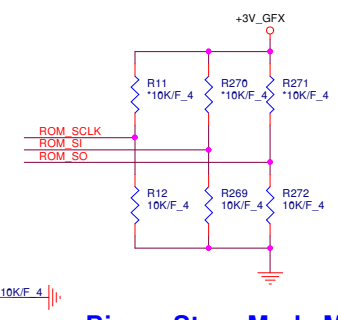 +3V_GFX
R11 R270 R271
*10K/F_4 *10K/F_4 *10K/F_4
ROM_SCLK
ROM_SI
ROM_SO
R12 R269 R272
10K/F_4 10K/F_4 10K/F_4
10K/F_4